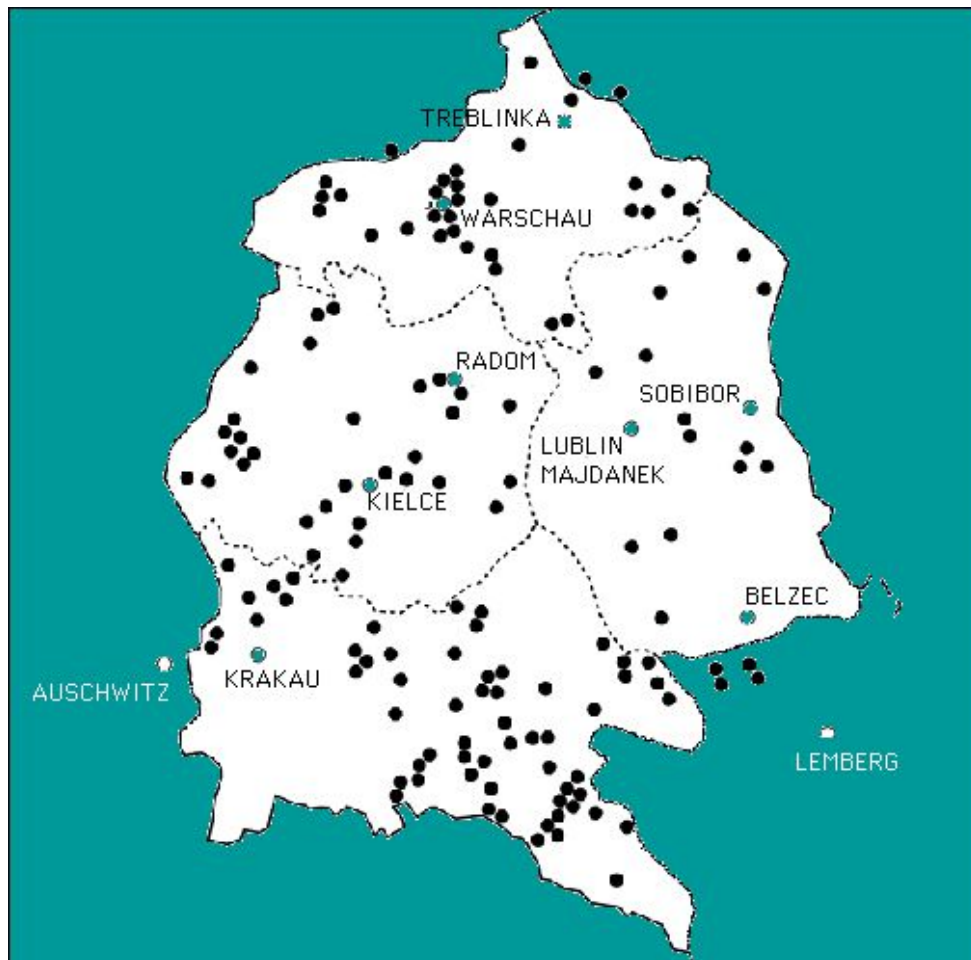 TREBLINKA
WARSCHAU
RADOM
SOBIBOR
LUBLIN
MAJDANEK
KIELCE
BELZEC
KRAKAU
AUSCHWITZ
LEMBERG